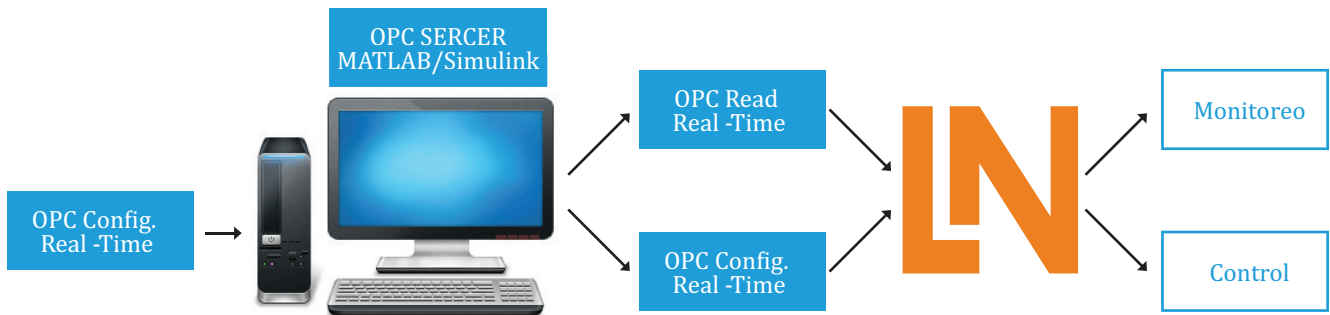 OPC Config.
Real -Time
OPC SERCER
MATLAB/Simulink
OPC Read
Real -Time
OPC Config.
Real -Time
LN
Monitoreo
Control